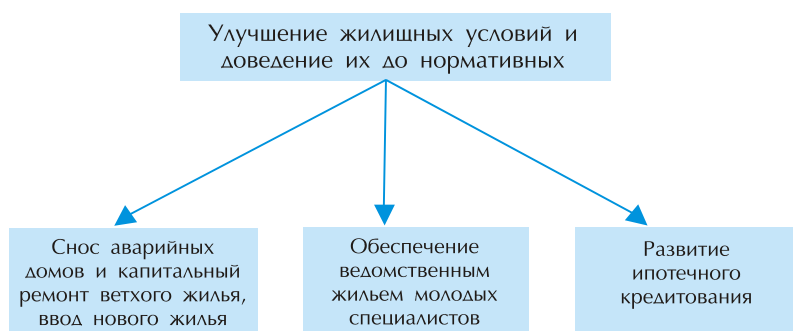 Улучшение жилищных условий и
доведение их до нормативных
Снос аварийных
домов и капитальный
ремонт ветхого жилья,
ввод нового жилья
Обеспечение
ведомственным
жильем молодых
специалистов
Развитие
ипотечного
кредитования